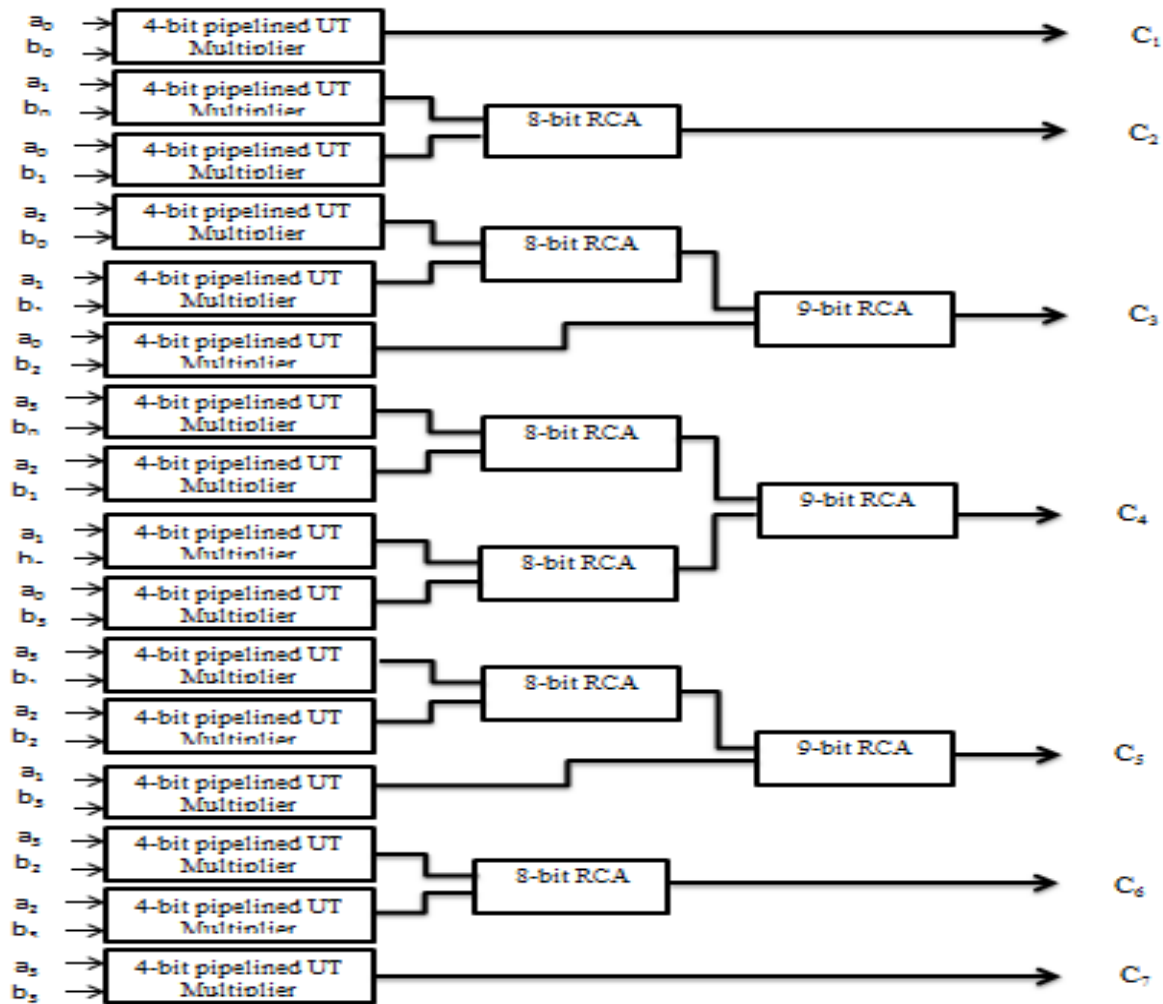 a₀ 4-bit pipelined UT
b₀ Multiplier
C₁
a₁ 4-bit pipelined UT
b₀ Multiplier
8-bit RCA
C₂
a₀ 4-bit pipelined UT
b₁ Multiplier
a₂ 4-bit pipelined UT
b₀ Multiplier
8-bit RCA
a₁ 4-bit pipelined UT
Multiplier
9-bit RCA
C₃
a₀ 4-bit pipelined UT
b₂ Multiplier
a₃ 4-bit pipelined UT
b₀ Multiplier
8-bit RCA
a₂ 4-bit pipelined UT
b₁ Multiplier
9-bit RCA
C₄
a₁ 4-bit pipelined UT
Multiplier
8-bit RCA
a₀ 4-bit pipelined UT
b₃ Multiplier
a₃ 4-bit pipelined UT
Multiplier
8-bit RCA
a₂ 4-bit pipelined UT
b₂ Multiplier
9-bit RCA
C₅
a₁ 4-bit pipelined UT
b₃ Multiplier
a₃ 4-bit pipelined UT
b₂ Multiplier
8-bit RCA
C₆
a₂ 4-bit pipelined UT
Multiplier
a₃ 4-bit pipelined UT
b₃ Multiplier
C₇